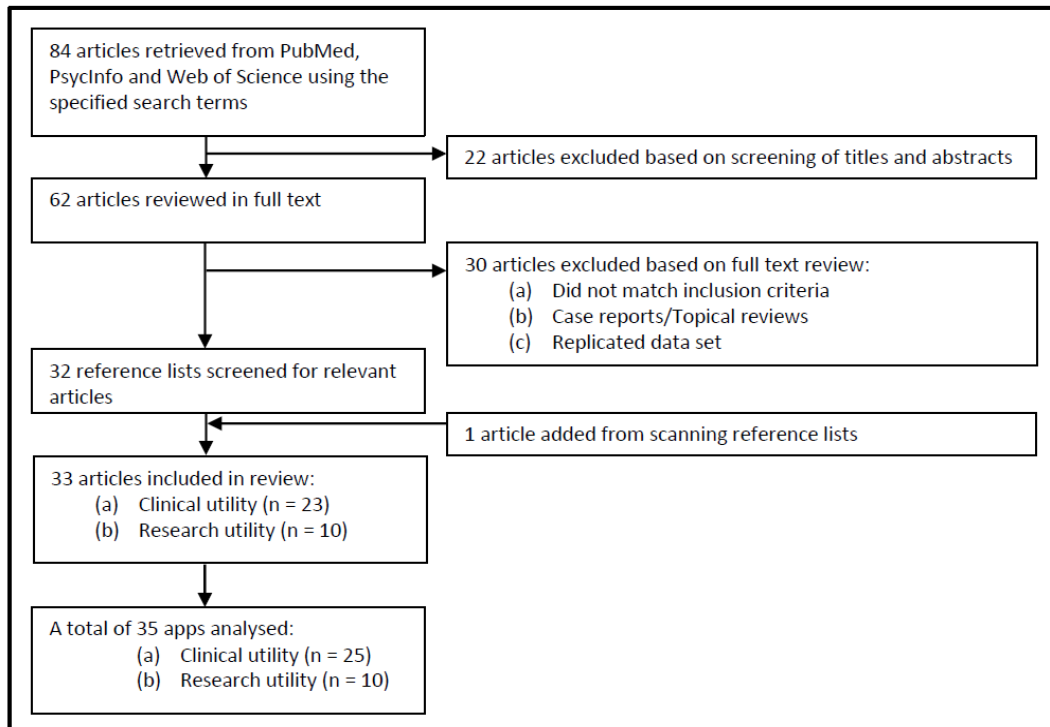 84 articles retrieved from PubMed,
PsycInfo and Web of Science using the
specified search terms
22 articles excluded based on screening of titles and abstracts
62 articles reviewed in full text
30 articles excluded based on full text review:
(a) Did not match inclusion criteria
(b) Case reports/Topical reviews
(c) Replicated data set
32 reference lists screened for relevant
articles
1 article added from scanning reference lists
33 articles included in review:
(a) Clinical utility (n = 23)
(b) Research utility (n = 10)
A total of 35 apps analysed:
(a) Clinical utility (n = 25)
(b) Research utility (n = 10)